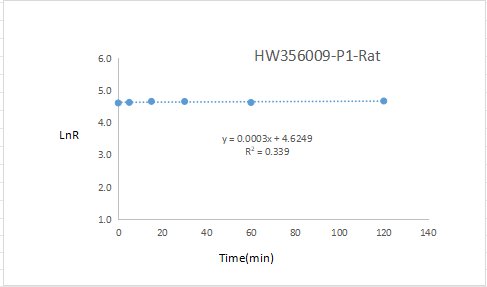 HW356009-P1-Rat
6.0
5.0
4.0
3.0
2.0
1.0
LnR
y = 0.0003x + 4.6249
R² = 0.339
0 20 40 60 80 100 120 140
Time(min)